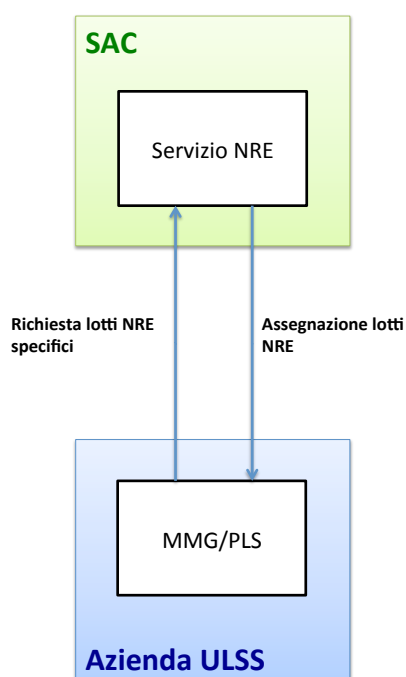 SAC
Servizio NRE
Richiesta lotti NRE
specifici
Assegnazione lotti
NRE
MMG/PLS
Azienda ULSS